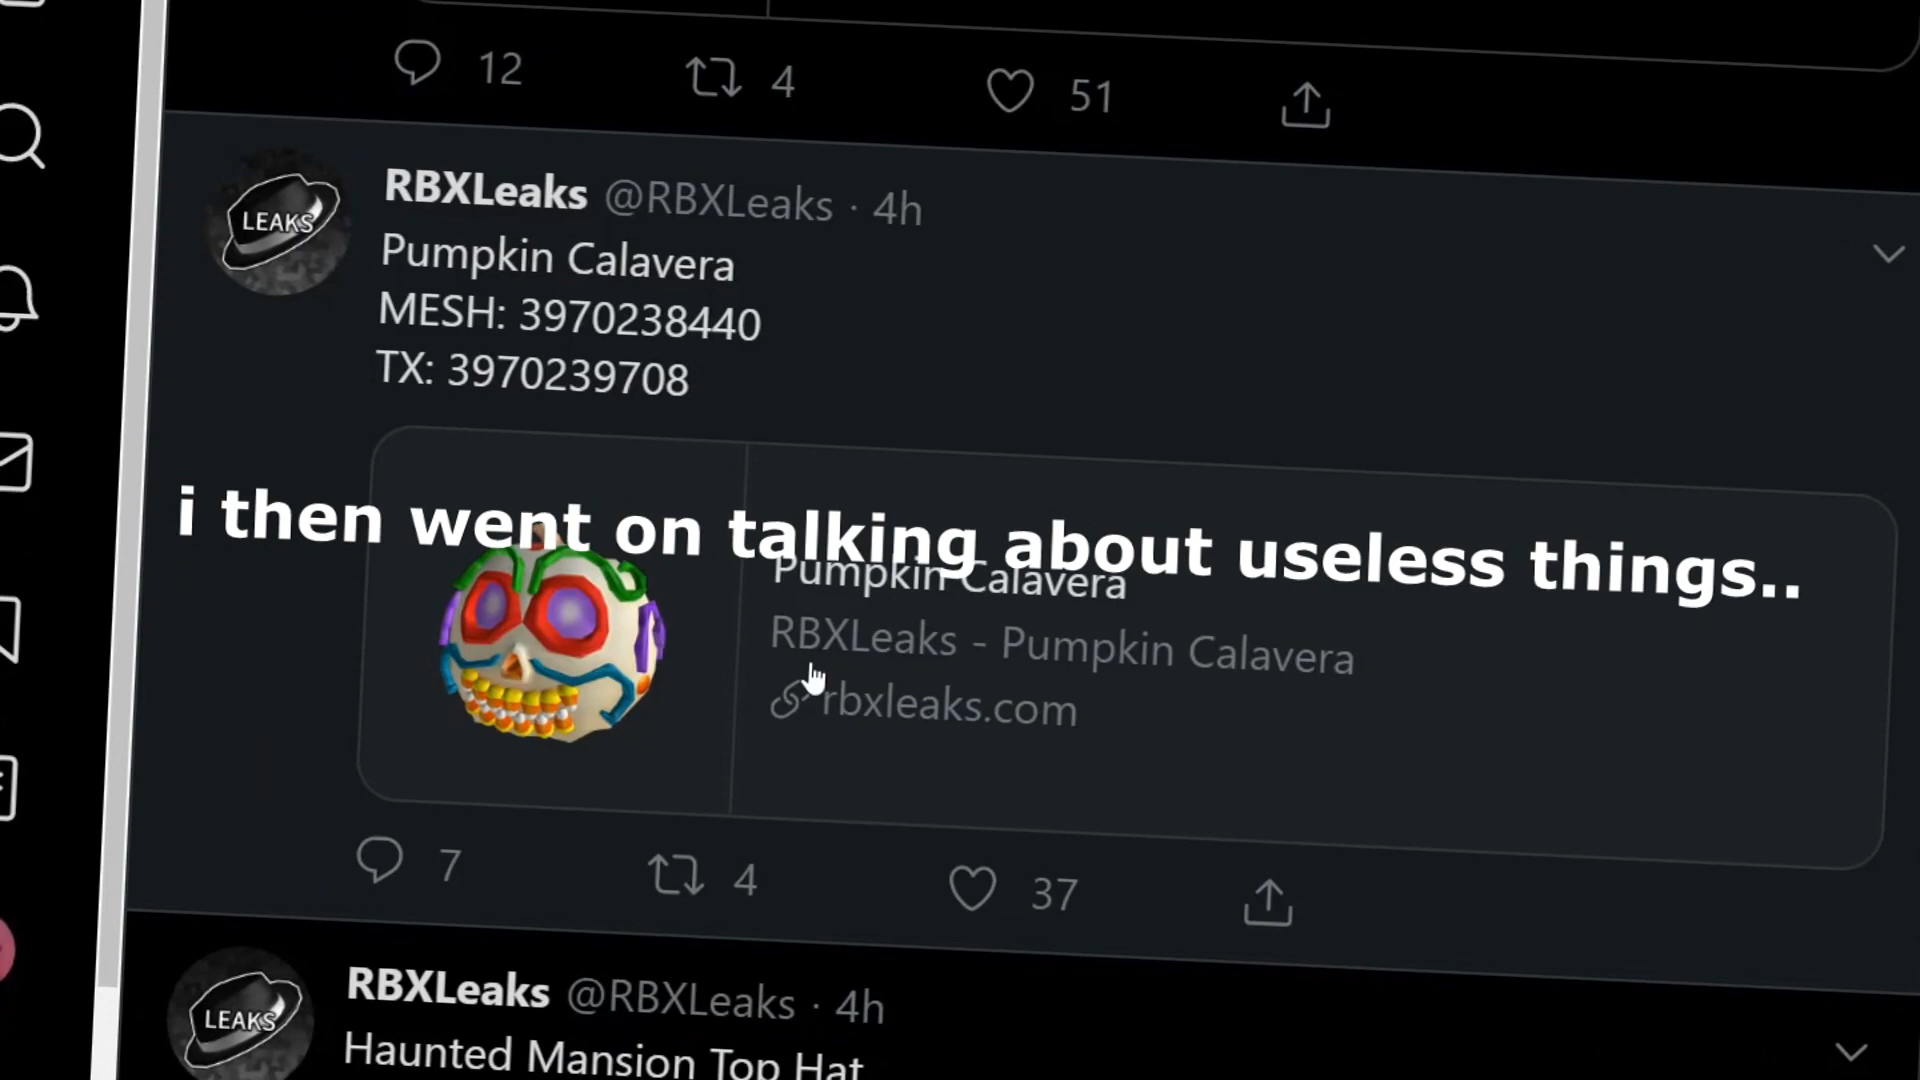 12 4 51
LEAKS
RBXLeaks @RBXLeaks · 4h
Pumpkin Calavera
MESH: 3970238440
TX: 3970239708
i then went on talking about useless things..
Pumpkin Calavera
RBXLeaks - Pumpkin Calavera
rbxleaks.com
7 4 37
LEAKS
RBXLeaks @RBXLeaks · 4h
Haunted Mansion Top Hat